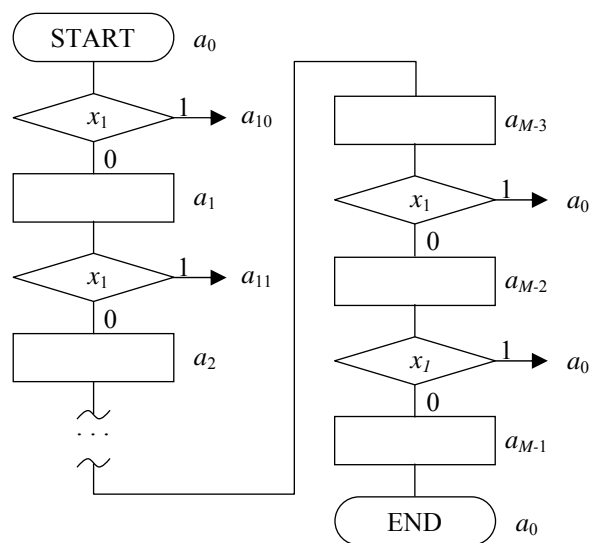 START a₀
x₁ 1 a₁₀
0
a₁
x₁ 1 a₁₁
0
a₂
. . .
a_{M-3}
x₁ 1 a₀
0
a_{M-2}
x₁ 1 a₀
0
a_{M-1}
END a₀